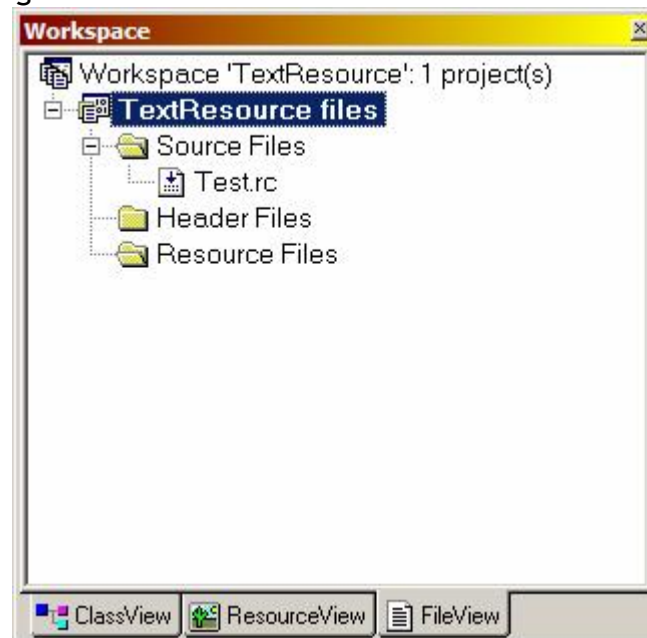 Workspace
Workspace 'TextResource': 1 project(s)
TextResource files
Source Files
Test.rc
Header Files
Resource Files
ClassView ResourceView FileView